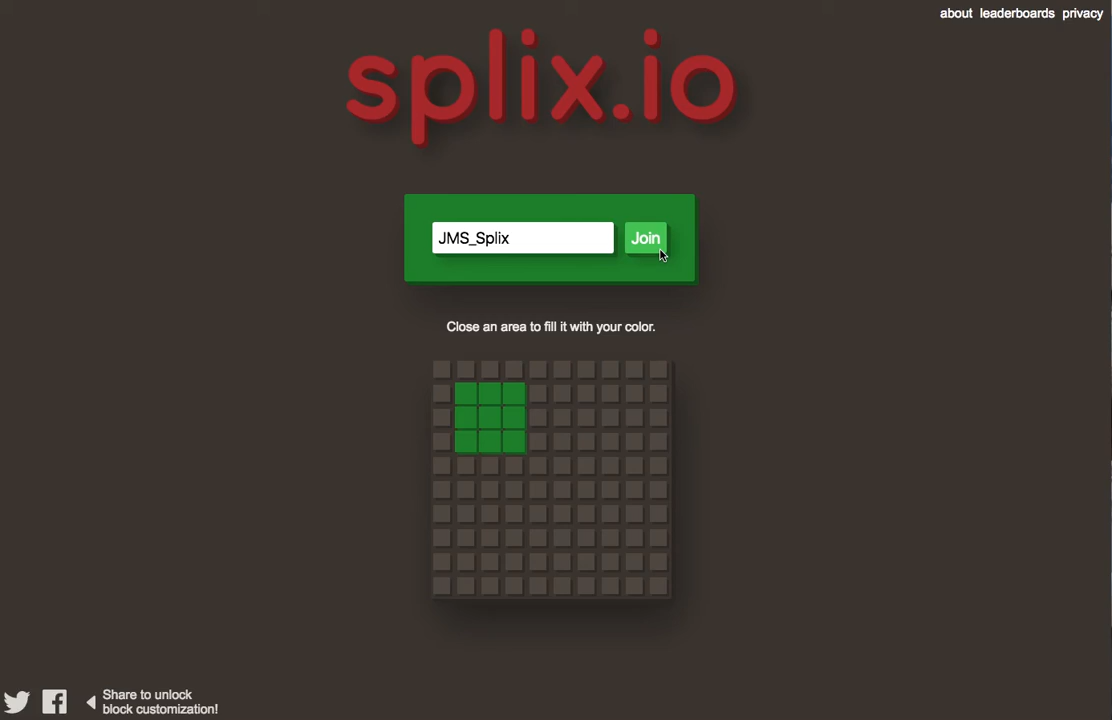 about leaderboards privacy
splix.io
JMS_Splix
Join
Close an area to fill it with your color.
Share to unlock
block customization!